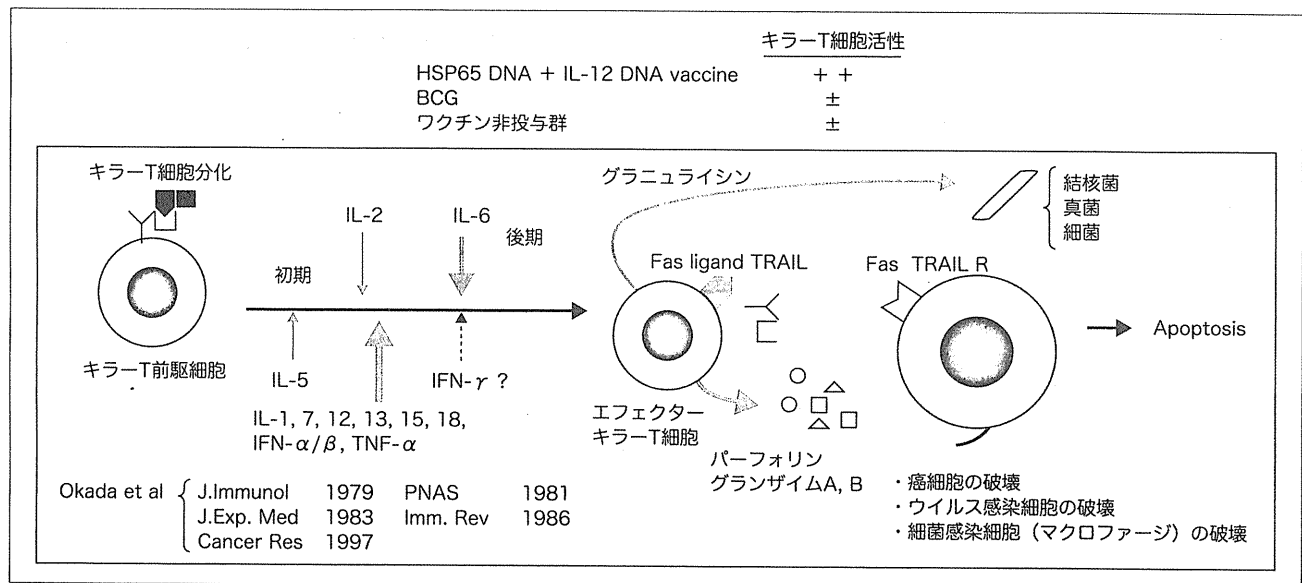 キラーT細胞活性
HSP65 DNA + IL-12 DNA vaccine + +
BCG ±
ワクチン非投与群 ±
キラーT細胞分化
キラーT前駆細胞
初期
IL-2
IL-6
後期
IL-5
IFN-γ ?
IL-1, 7, 12, 13, 15, 18,
IFN-α/β, TNF-α
グラニュライシン
結核菌
真菌
細菌
Fas ligand TRAIL
Fas TRAIL R
Apoptosis
エフェクター
キラーT細胞
パーフォリン
グランザイムA, B
・癌細胞の破壊
・ウイルス感染細胞の破壊
・細菌感染細胞（マクロファージ）の破壊
Okada et al
J.Immunol 1979 PNAS 1981
J.Exp. Med 1983 Imm. Rev 1986
Cancer Res 1997